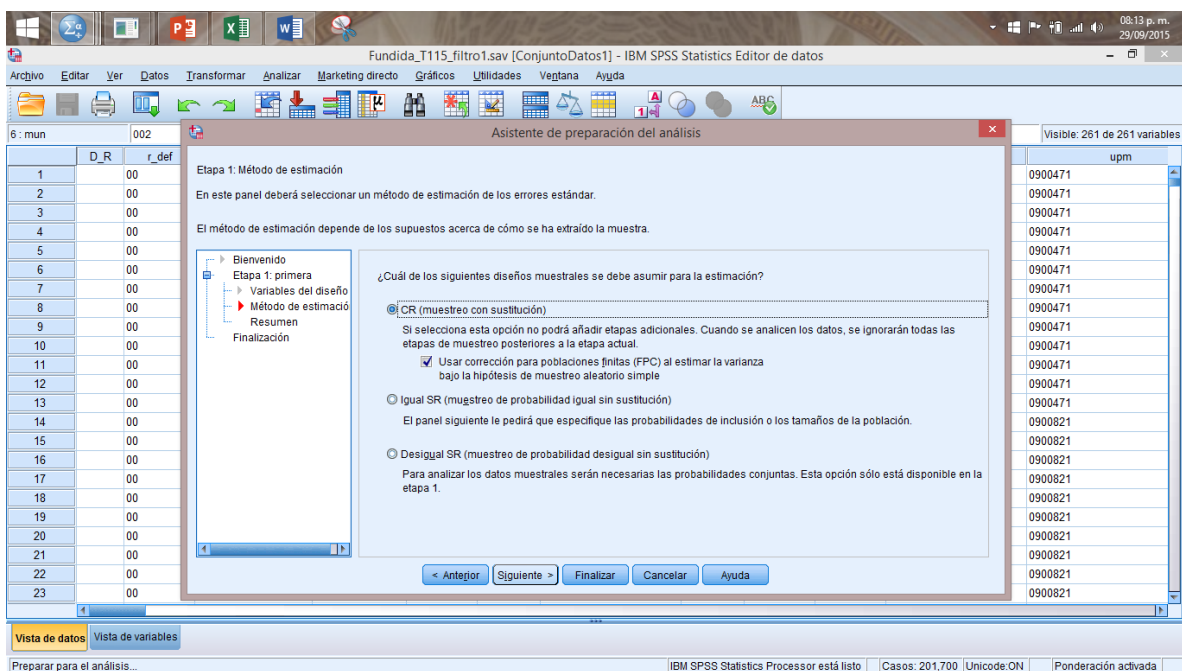 08:13 p. m.
29/09/2015
Fundida_T115_filtro1.sav [ConjuntoDatos1] - IBM SPSS Statistics Editor de datos
Archivo Editar Ver Datos Transformar Analizar Marketing directo Gráficos Utilidades Ventana Ayuda
6 : mun 002 Visible: 261 de 261 variables
Asistente de preparación del análisis
D_R r_def upm
Etapa 1: Método de estimación
En este panel deberá seleccionar un método de estimación de los errores estándar.
El método de estimación depende de los supuestos acerca de cómo se ha extraído la muestra.
Bienvenido
Etapa 1: primera
Variables del diseño
Método de estimació
Resumen
Finalización
¿Cuál de los siguientes diseños muestrales se debe asumir para la estimación?
CR (muestreo con sustitución)
Si selecciona esta opción no podrá añadir etapas adicionales. Cuando se analicen los datos, se ignorarán todas las
etapas de muestreo posteriores a la etapa actual.
Usar corrección para poblaciones finitas (FPC) al estimar la varianza
bajo la hipótesis de muestreo aleatorio simple
Igual SR (muestreo de probabilidad igual sin sustitución)
El panel siguiente le pedirá que especifique las probabilidades de inclusión o los tamaños de la población.
Desigual SR (muestreo de probabilidad desigual sin sustitución)
Para analizar los datos muestrales serán necesarias las probabilidades conjuntas. Esta opción sólo está disponible en la
etapa 1.
< Anterior Siguiente > Finalizar Cancelar Ayuda
1 00 0900471
2 00 0900471
3 00 0900471
4 00 0900471
5 00 0900471
6 00 0900471
7 00 0900471
8 00 0900471
9 00 0900471
10 00 0900471
11 00 0900471
12 00 0900471
13 00 0900471
14 00 0900821
15 00 0900821
16 00 0900821
17 00 0900821
18 00 0900821
19 00 0900821
20 00 0900821
21 00 0900821
22 00 0900821
23 00 0900821
Vista de datos Vista de variables
Preparar para el análisis... IBM SPSS Statistics Processor está listo Casos: 201,700 Unicode:ON Ponderación activada